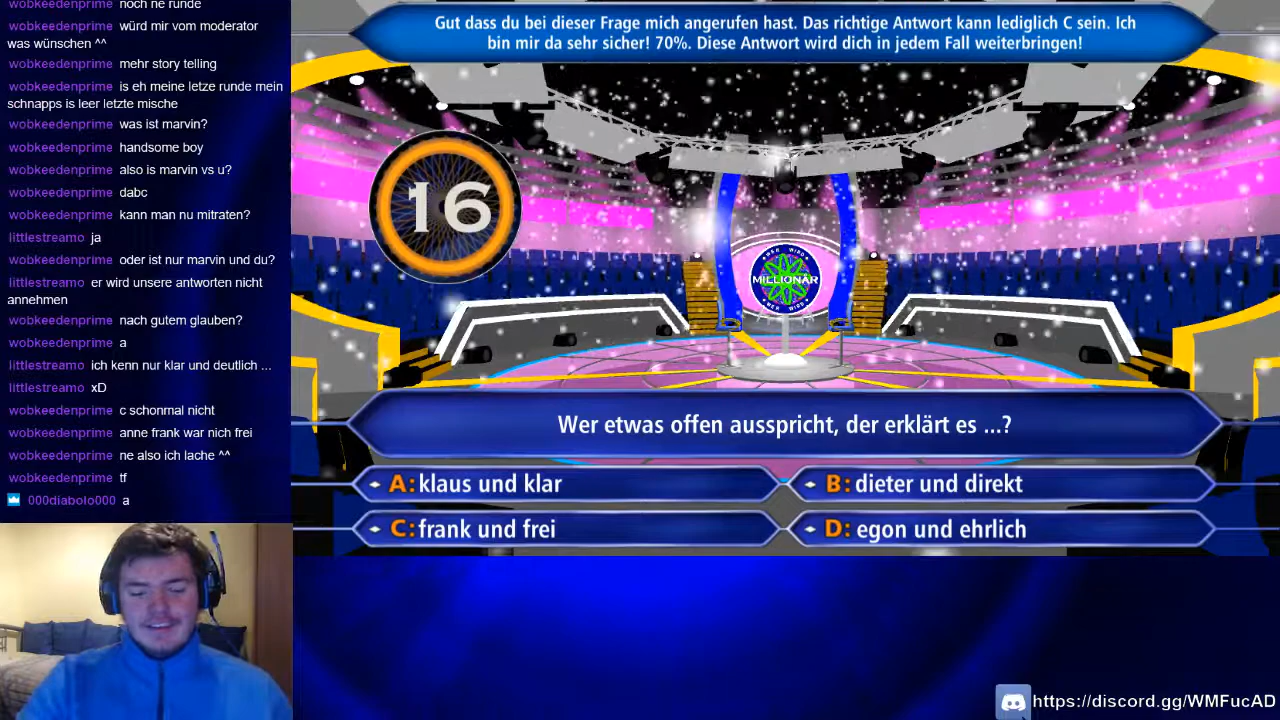 noch ne runde
wobkeedenprime würd mir vom moderator
was wünschen ^^
wobkeedenprime mehr story telling
wobkeedenprime is eh meine letze runde mein
schnapps is leer letzte mische
wobkeedenprime was ist marvin?
wobkeedenprime handsome boy
wobkeedenprime also is marvin vs u?
wobkeedenprime dabc
wobkeedenprime kann man nu mitraten?
littlestreamo ja
wobkeedenprime oder ist nur marvin und du?
littlestreamo er wird unsere antworten nicht
annehmen
wobkeedenprime nach gutem glauben?
wobkeedenprime a
littlestreamo ich kenn nur klar und deutlich ...
littlestreamo xD
wobkeedenprime c schonmal nicht
wobkeedenprime anne frank war nich frei
wobkeedenprime ne also ich lache ^^
wobkeedenprime tf
000diabolo000 a
Gut dass du bei dieser Frage mich angerufen hast. Das richtige Antwort kann lediglich C sein. Ich
bin mir da sehr sicher! 70%. Diese Antwort wird dich in jedem Fall weiterbringen!
16
WER WIRD
MILLIONÄR
WER WIRD
Wer etwas offen ausspricht, der erklärt es ...?
A: klaus und klar
B: dieter und direkt
C: frank und frei
D: egon und ehrlich
https://discord.gg/WMFucAD